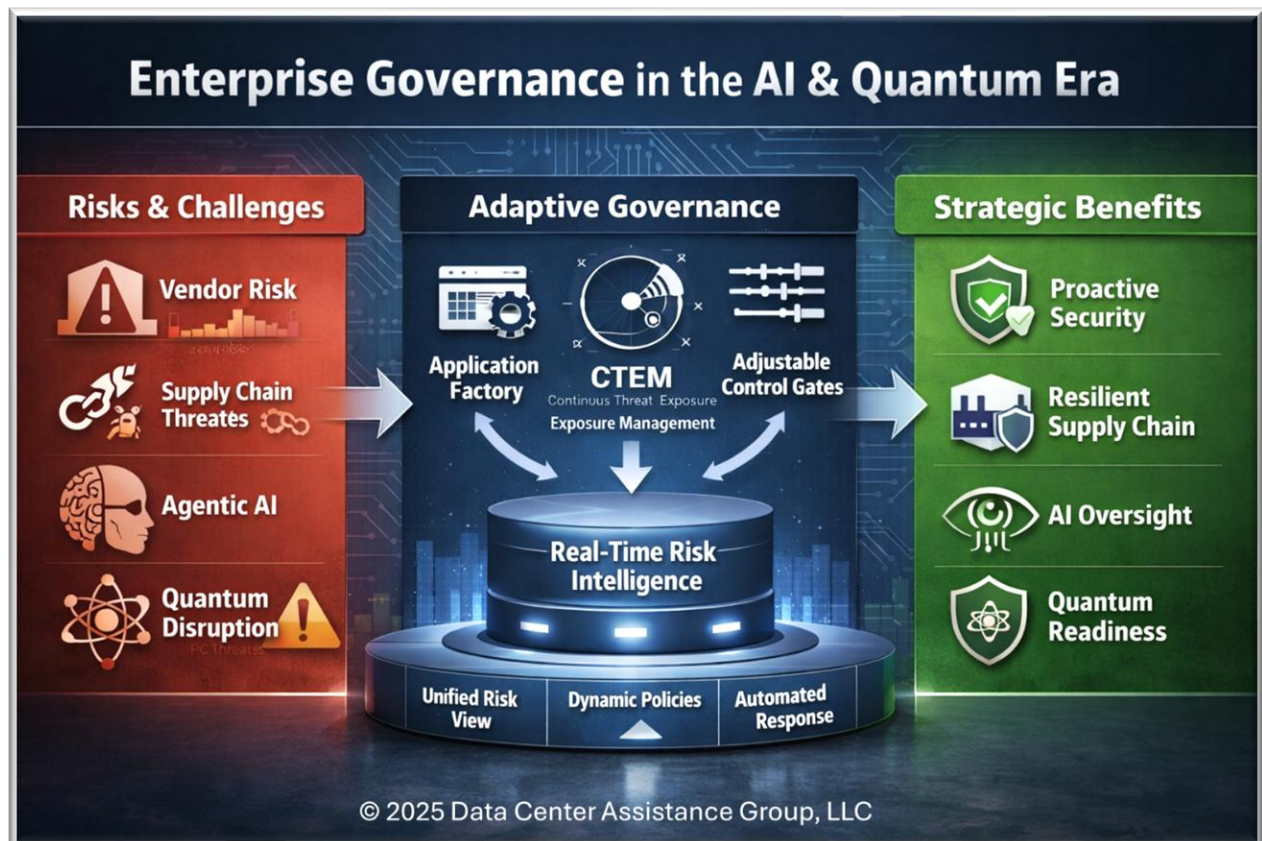 Enterprise Governance in the AI & Quantum Era
Risks & Challenges
Vendor Risk
Supply Chain
Threates
Agentic AI
Quantum
Disruption
PC Threates
Adaptive Governance
Application
Factory
CTEM
Continuous Threat Exposure
Exposure Management
Adjustable
Control Gates
Real-Time Risk
Intelligence
Unified Risk
View
Dynamic Policies
Automated
Response
Strategic Benefits
Proactive
Security
Resilient
Supply Chain
AI Oversight
Quantum
Readiness
© 2025 Data Center Assistance Group, LLC